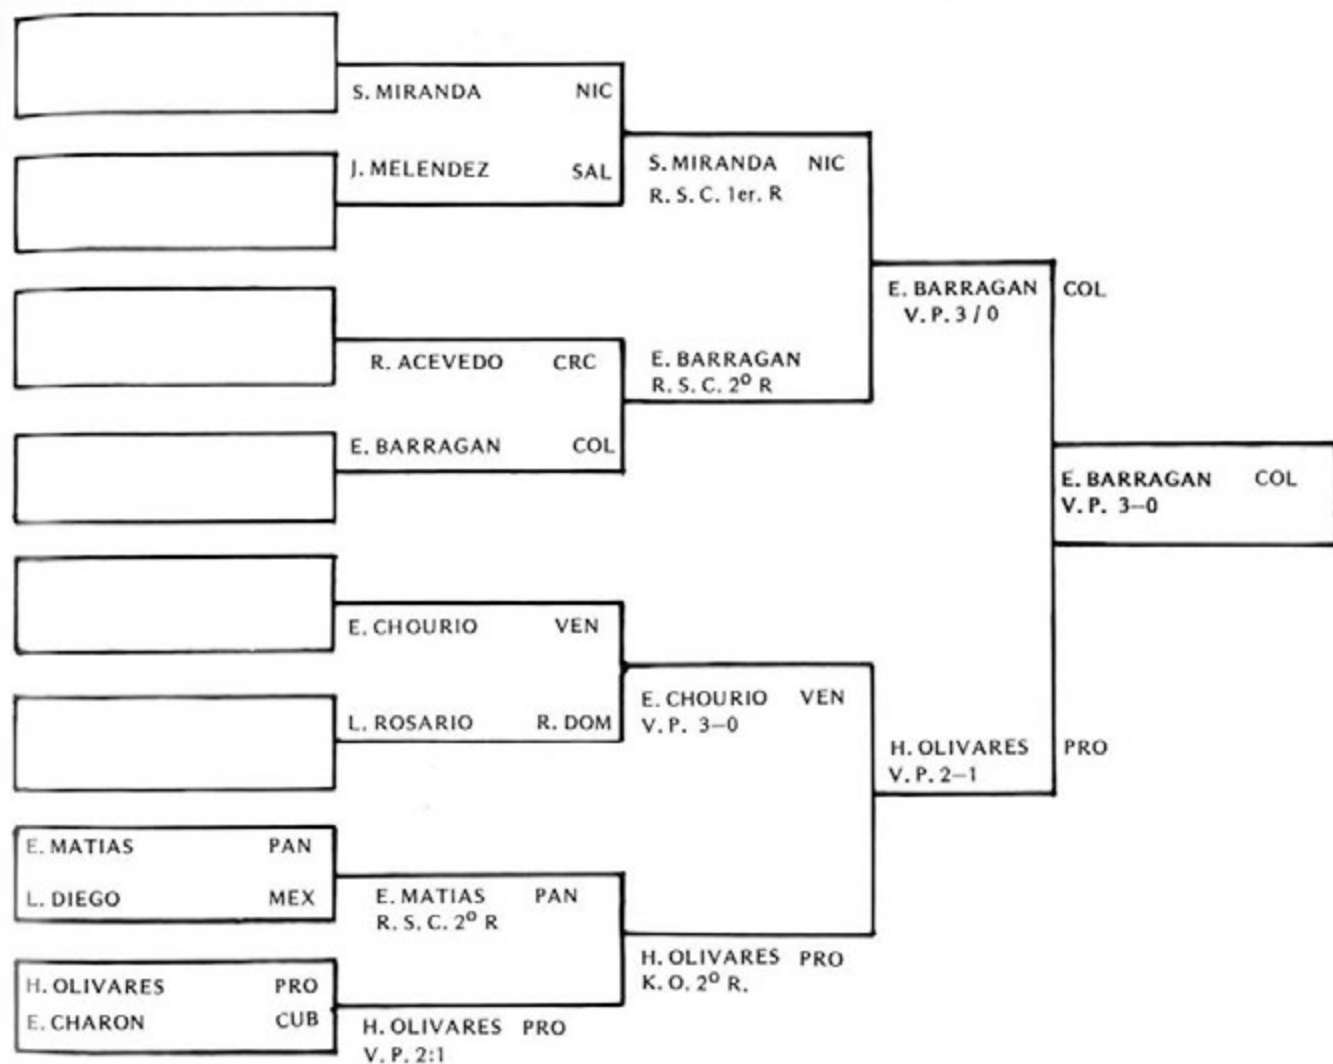 S. MIRANDA NIC
J. MELENDEZ SAL
R. ACEVEDO CRC
E. BARRAGAN COL
E. CHOURIO VEN
L. ROSARIO R. DOM
E. MATIAS PAN
L. DIEGO MEX
H. OLIVARES PRO
E. CHARON CUB
E. MATIAS PAN
R. S. C. 2º R
H. OLIVARES PRO
V. P. 2:1
S. MIRANDA NIC
R. S. C. 1er. R
E. BARRAGAN
R. S. C. 2º R
E. CHOURIO VEN
V. P. 3–0
H. OLIVARES PRO
K. O. 2º R.
E. BARRAGAN COL
V. P. 3 / 0
H. OLIVARES PRO
V. P. 2–1
E. BARRAGAN COL
V. P. 3–0